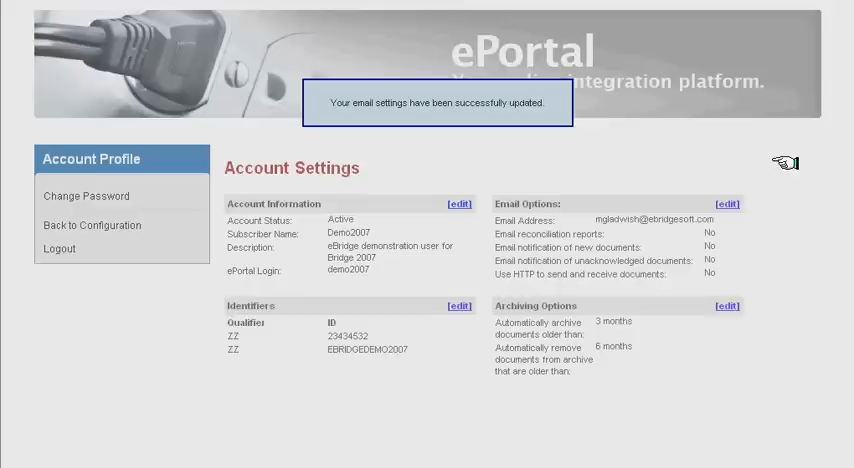 ePortal
integration platform.
Your email settings have been successfully updated.
Account Profile
Change Password
Back to Configuration
Logout
Account Settings
Account Information [edit]
Account Status: Active
Subscriber Name: Demo2007
Description: eBridge demonstration user for
Bridge 2007
ePortal Login: demo2007
Email Options: [edit]
Email Address: mgladwish@ebridgesoft.com
Email reconciliation reports: No
Email notification of new documents: No
Email notification of unacknowledged documents: No
Use HTTP to send and receive documents: No
Identifiers [edit]
Qualifier ID
ZZ 23434532
ZZ EBRIDGEDEMO2007
Archiving Options [edit]
Automatically archive 3 months
documents older than:
Automatically remove 6 months
documents from archive
that are older than: